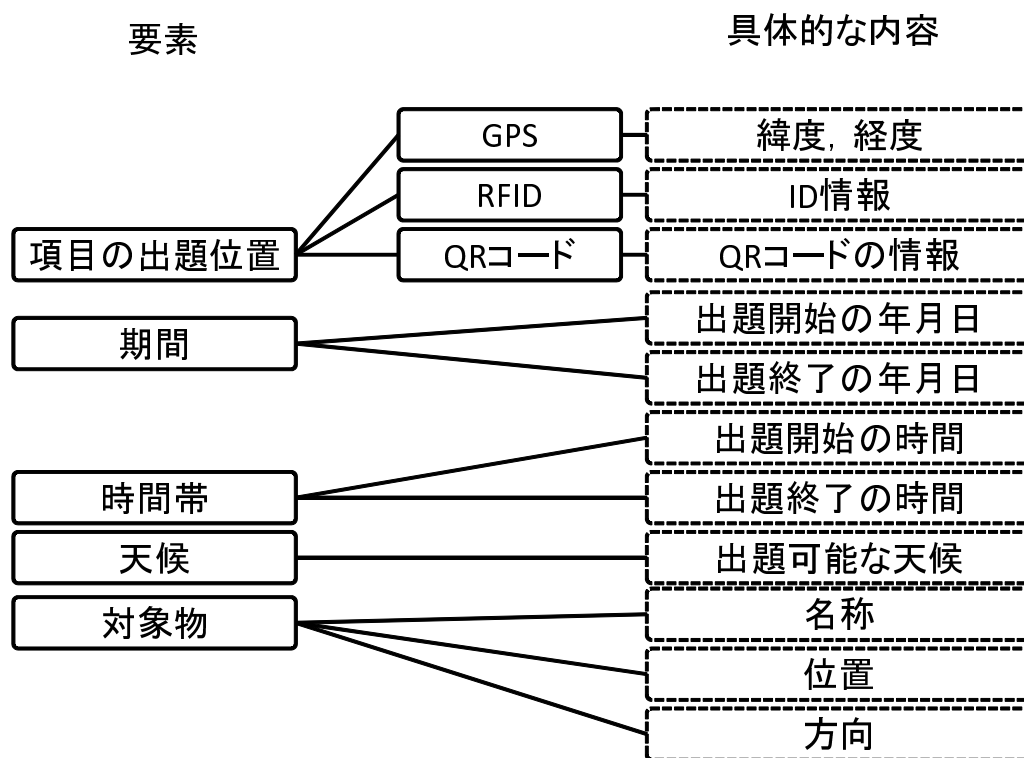 要素
具体的な内容
GPS
緯度，経度
RFID
ID情報
項目の出題位置
QRコード
QRコードの情報
出題開始の年月日
期間
出題終了の年月日
出題開始の時間
時間帯
出題終了の時間
天候
出題可能な天候
対象物
名称
位置
方向